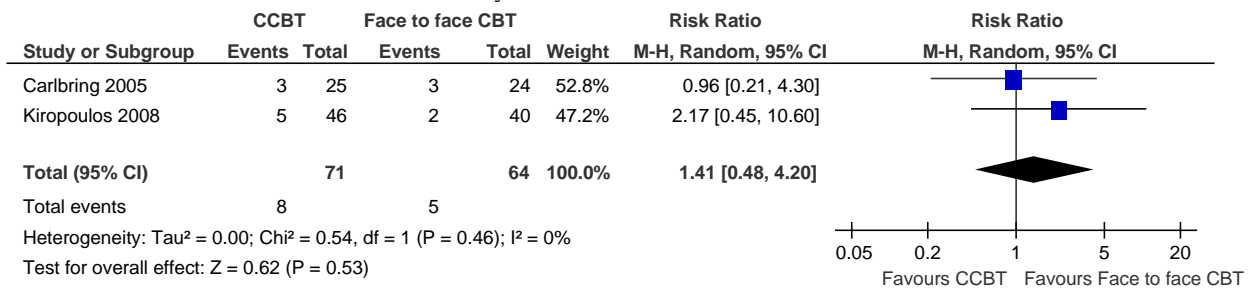 CCBT Face to face CBT Risk Ratio Risk Ratio
Study or Subgroup Events Total Events Total Weight M-H, Random, 95% CI M-H, Random, 95% CI
Carlbring 2005 3 25 3 24 52.8% 0.96 [0.21, 4.30]
Kiropoulos 2008 5 46 2 40 47.2% 2.17 [0.45, 10.60]
Total (95% CI) 71 64 100.0% 1.41 [0.48, 4.20]
Total events 8 5
Heterogeneity: Tau² = 0.00; Chi² = 0.54, df = 1 (P = 0.46); I² = 0%
Test for overall effect: Z = 0.62 (P = 0.53)
0.05 0.2 1 5 20
Favours CCBT Favours Face to face CBT